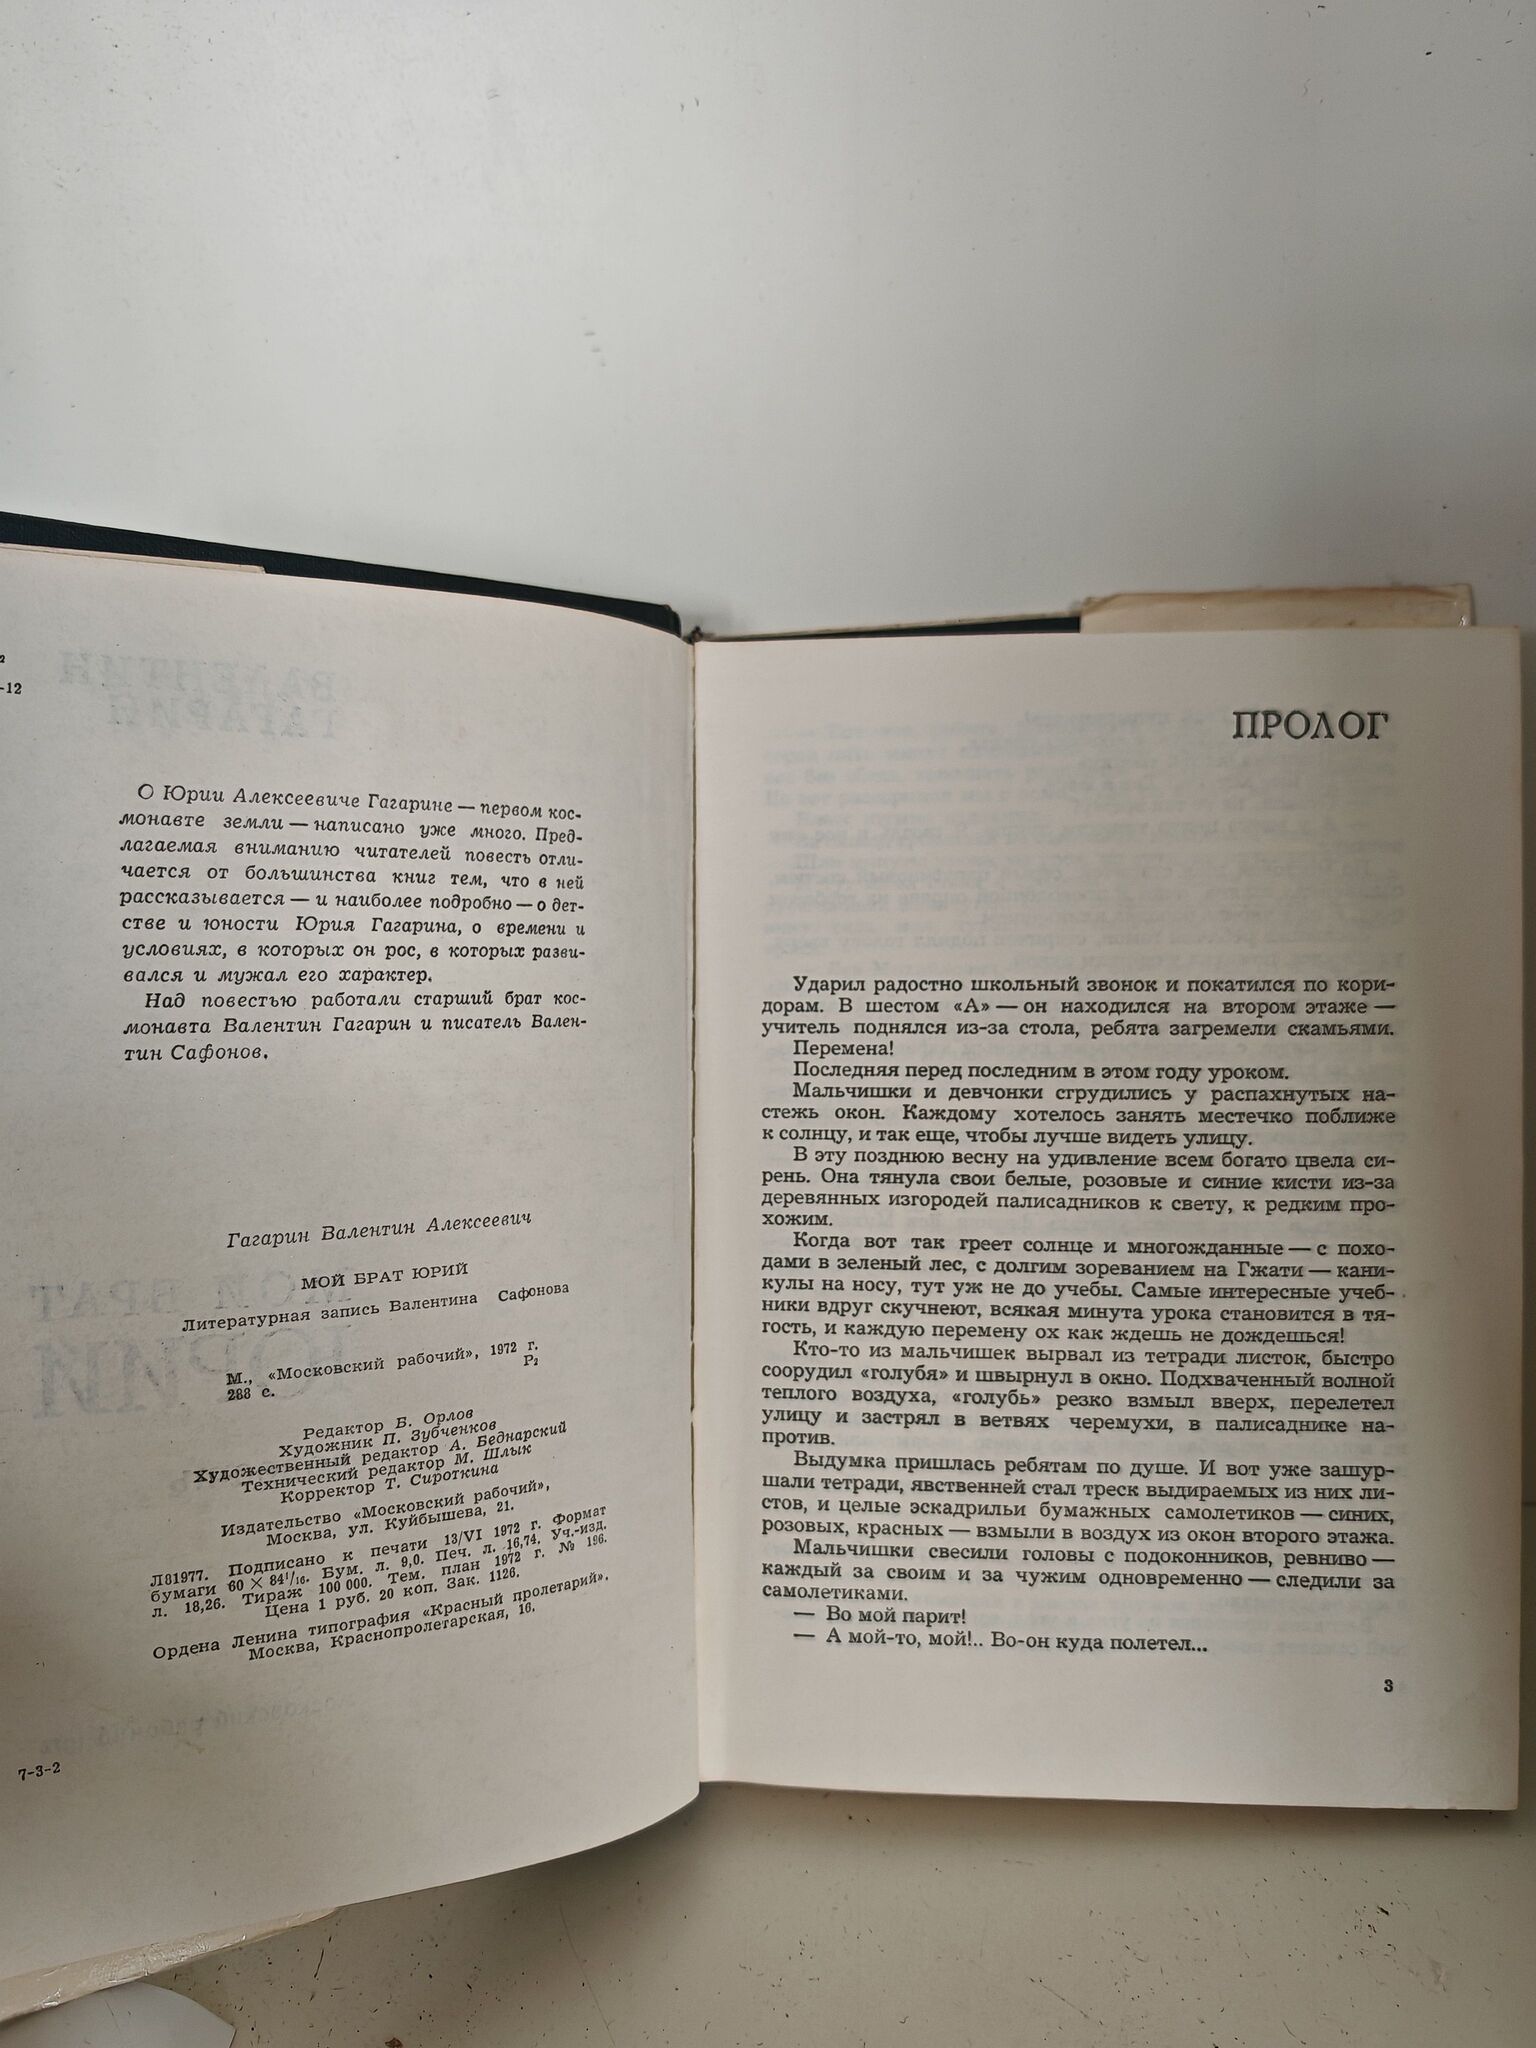 -12
О Юрии Алексеевиче Гагарине — первом кос-
монавте земли — написано уже много. Пред-
лагаемая вниманию читателей повесть отли-
чается от большинства книг тем, что в ней
рассказывается — и наиболее подробно — о дет-
стве и юности Юрия Гагарина, о времени и
условиях, в которых он рос, в которых разви-
вался и мужал его характер.
Над повестью работали старший брат кос-
монавта Валентин Гагарин и писатель Вален-
тин Сафонов.
Гагарин Валентин Алексеевич
МОЙ БРАТ ЮРИЙ
Литературная запись Валентина Сафонова
М., «Московский рабочий», 1972 г.
288 с. Р2
Редактор Б. Орлов
Художник П. Зубченков
Художественный редактор А. Беднарский
Технический редактор М. Шлык
Корректор Т. Сироткина
Издательство «Московский рабочий»,
Москва, ул. Куйбышева, 21.
Л81977. Подписано к печати 13/VI 1972 г. Формат
бумаги 60 × 84 1/16. Бум. л. 9,0. Печ. л. 16,74. Уч.-изд.
л. 18,26. Тираж 100 000. Тем. план 1972 г. № 196.
Цена 1 руб. 20 коп. Зак. 1126.
Ордена Ленина типография «Красный пролетарий».
Москва, Краснопролетарская, 16.
7-3-2
ПРОЛОГ
Ударил радостно школьный звонок и покатился по кори-
дорам. В шестом «А» — он находился на втором этаже —
учитель поднялся из-за стола, ребята загремели скамьями.
Перемена!
Последняя перед последним в этом году уроком.
Мальчишки и девчонки сгрудились у распахнутых на-
стежь окон. Каждому хотелось занять местечко поближе
к солнцу, и так еще, чтобы лучше видеть улицу.
В эту позднюю весну на удивление всем богато цвела си-
рень. Она тянула свои белые, розовые и синие кисти из-за
деревянных изгородей палисадников к свету, к редким про-
хожим.
Когда вот так греет солнце и многожданные — с похо-
дами в зеленый лес, с долгим зореванием на Гжати — кани-
кулы на носу, тут уж не до учебы. Самые интересные учеб-
ники вдруг скучнеют, всякая минута урока становится в тя-
гость, и каждую перемену ох как ждешь не дождешься!
Кто-то из мальчишек вырвал из тетради листок, быстро
соорудил «голубя» и швырнул в окно. Подхваченный волной
теплого воздуха, «голубь» резко взмыл вверх, перелетел
улицу и застрял в ветвях черемухи, в палисаднике на-
против.
Выдумка пришлась ребятам по душе. И вот уже зашур-
шали тетради, явственней стал треск выдираемых из них ли-
стов, и целые эскадрильи бумажных самолетиков — синих,
розовых, красных — взмыли в воздух из окон второго этажа.
Мальчишки свесили головы с подоконников, ревниво —
каждый за своим и за чужим одновременно — следили за
самолетиками.
— Во мой парит!
— А мой-то, мой!.. Во-он куда полетел...
3